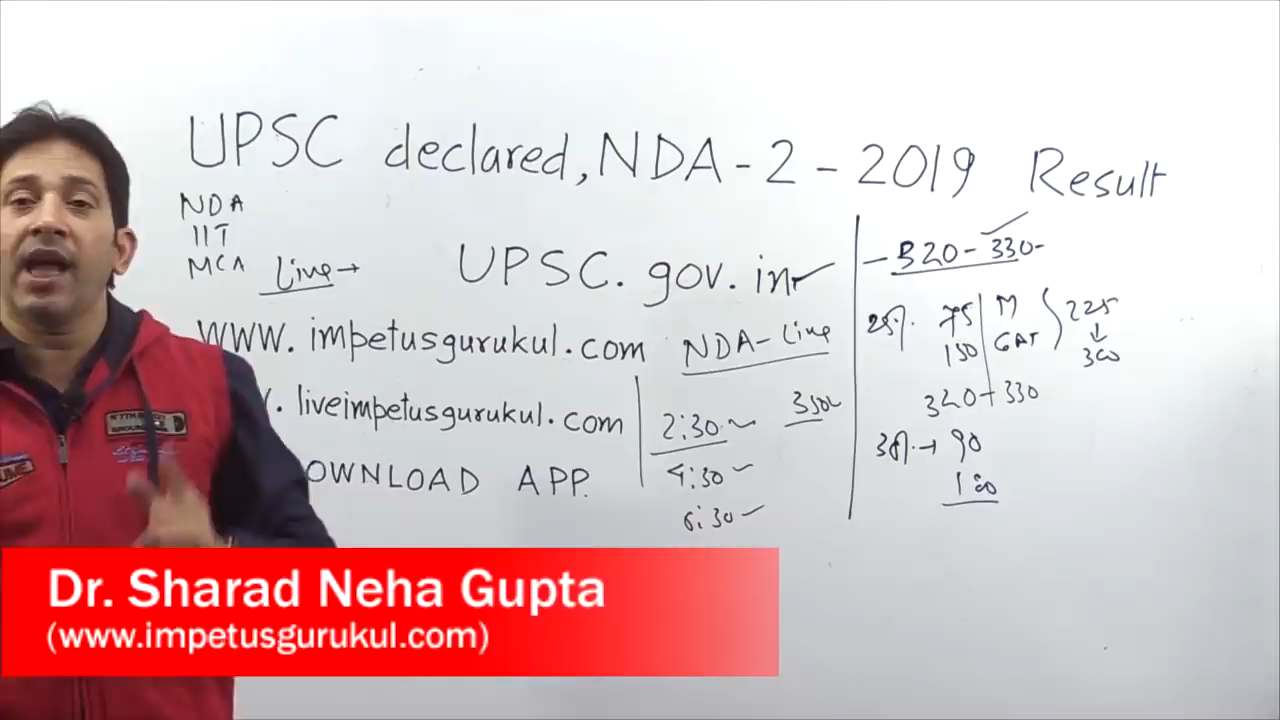 UPSC declared, NDA-2-2019 Result
NDA
IIT
MCA Live→
UPSC.gov.in
www.impetusgurukul.com
NDA-Live
.liveimpetusgurukul.com
OWNLOAD APP.
2:30
4:30
6:30
-320-330-
25%. 75 M
150 GAT
225
↓
300
320+330
→ 90
180
Dr. Sharad Neha Gupta
(www.impetusgurukul.com)